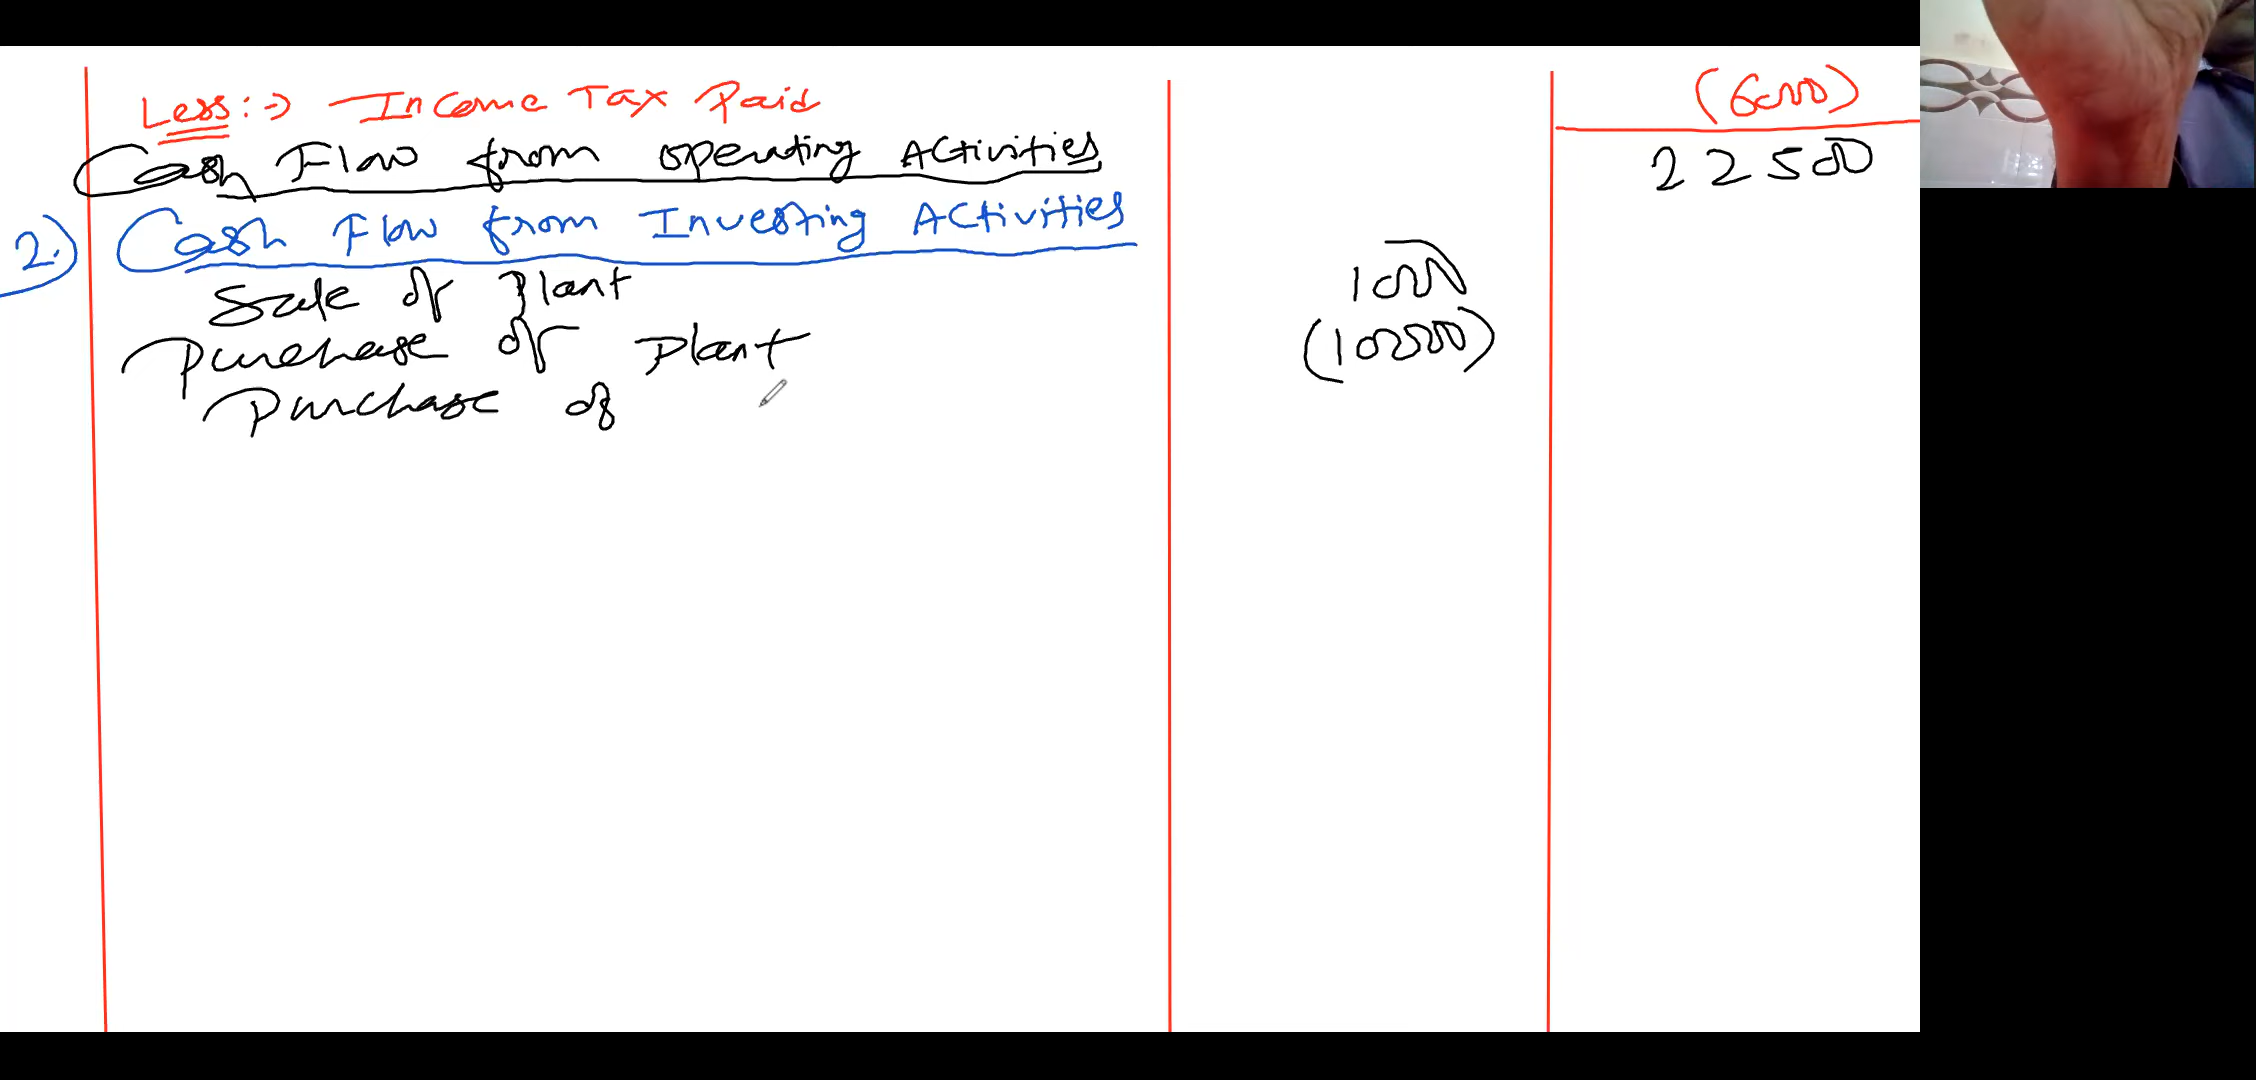 Less :→ Income Tax Paid (6000)
Cash Flow from operating Activities 22500
2.) Cash Flow from Investing Activities
Sale of Plant 1000
Purchase of Plant (10000)
Purchase of